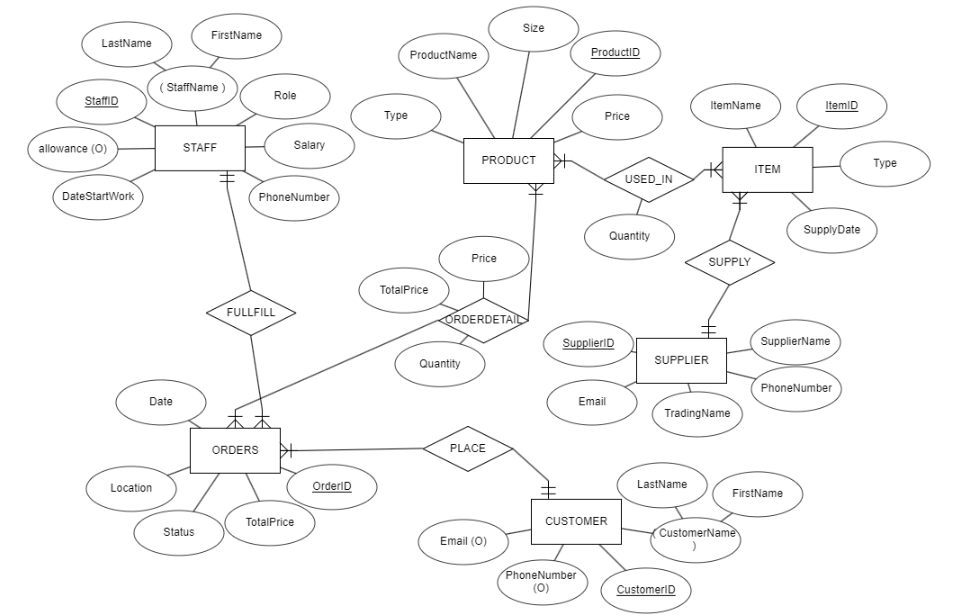 LastName
FirstName
( StaffName )
StaffID
Role
allowance (O)
STAFF
Salary
DateStartWork
PhoneNumber
Size
ProductName
ProductID
Type
Price
PRODUCT
USED_IN
Quantity
ItemName
ItemID
ITEM
Type
SupplyDate
SUPPLY
Price
TotalPrice
ORDERDETAIL
Quantity
FULLFILL
SupplierID
SUPPLIER
SupplierName
Email
PhoneNumber
TradingName
Date
ORDERS
Location
OrderID
Status
TotalPrice
PLACE
LastName
FirstName
CUSTOMER
( CustomerName
)
Email (O)
PhoneNumber
(O)
CustomerID